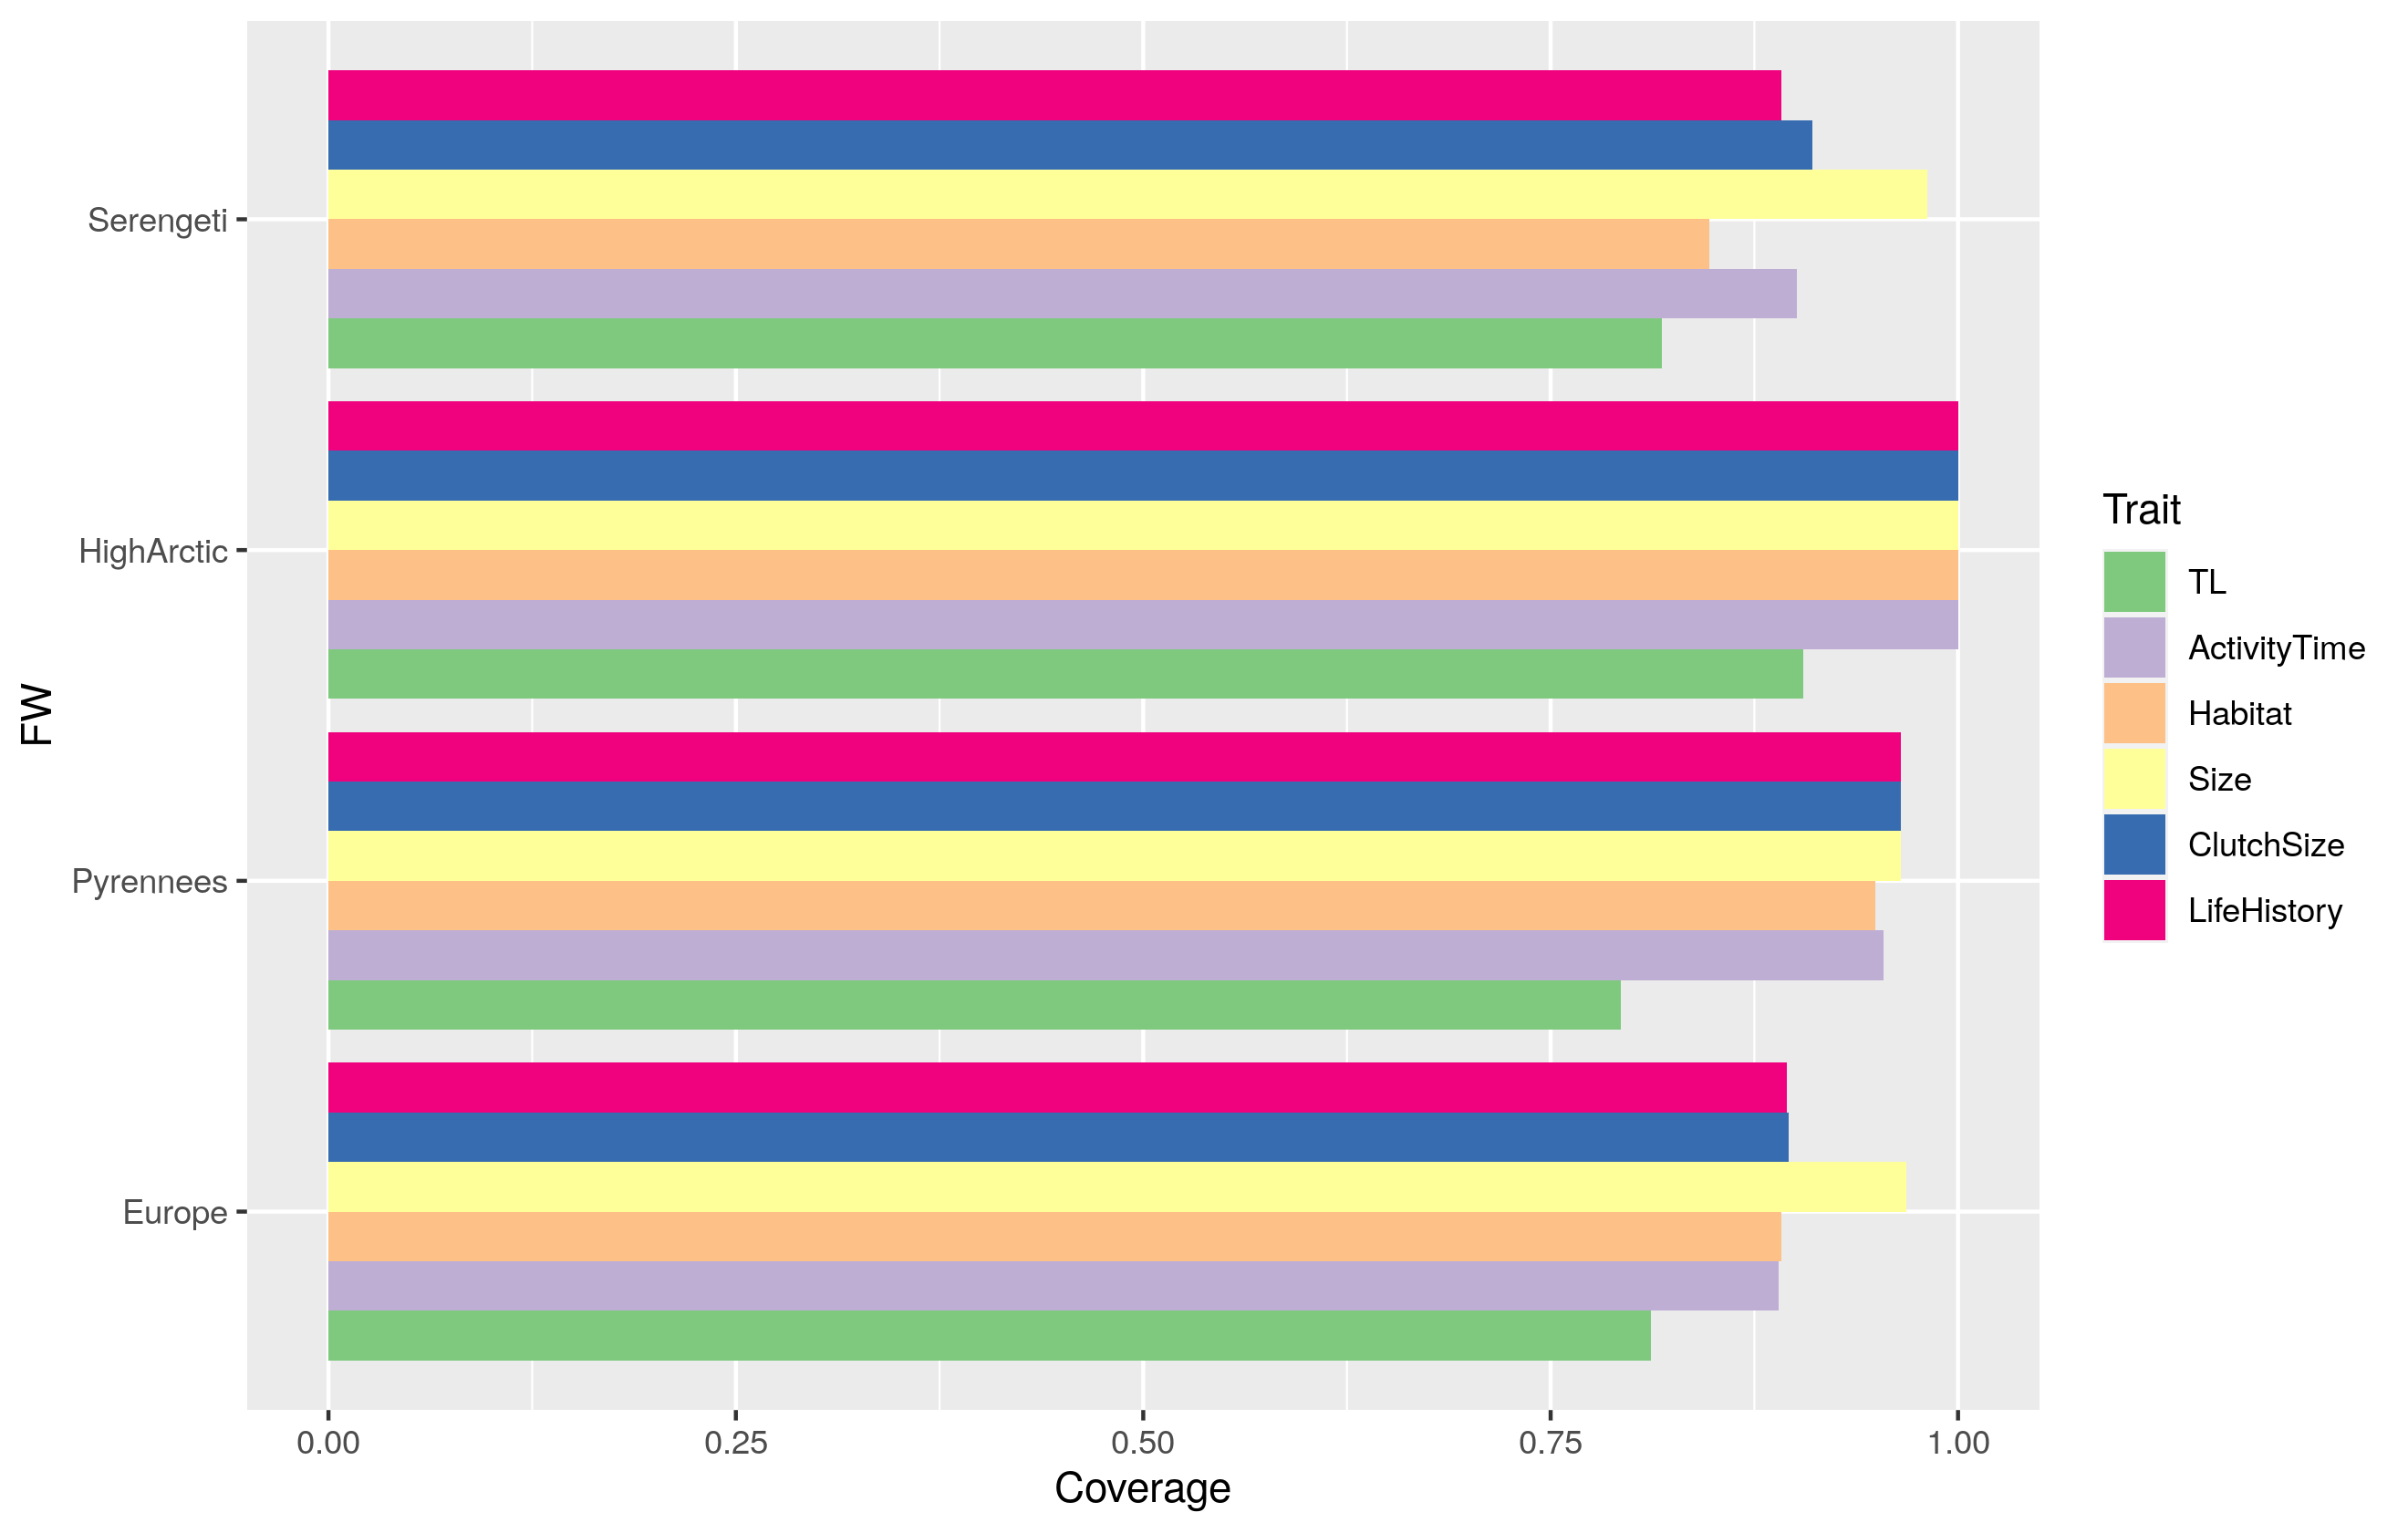 FW
Serengeti
HighArctic
Pyrennees
Europe
0.00 0.25 0.50 0.75 1.00
Coverage
Trait
TL
ActivityTime
Habitat
Size
ClutchSize
LifeHistory